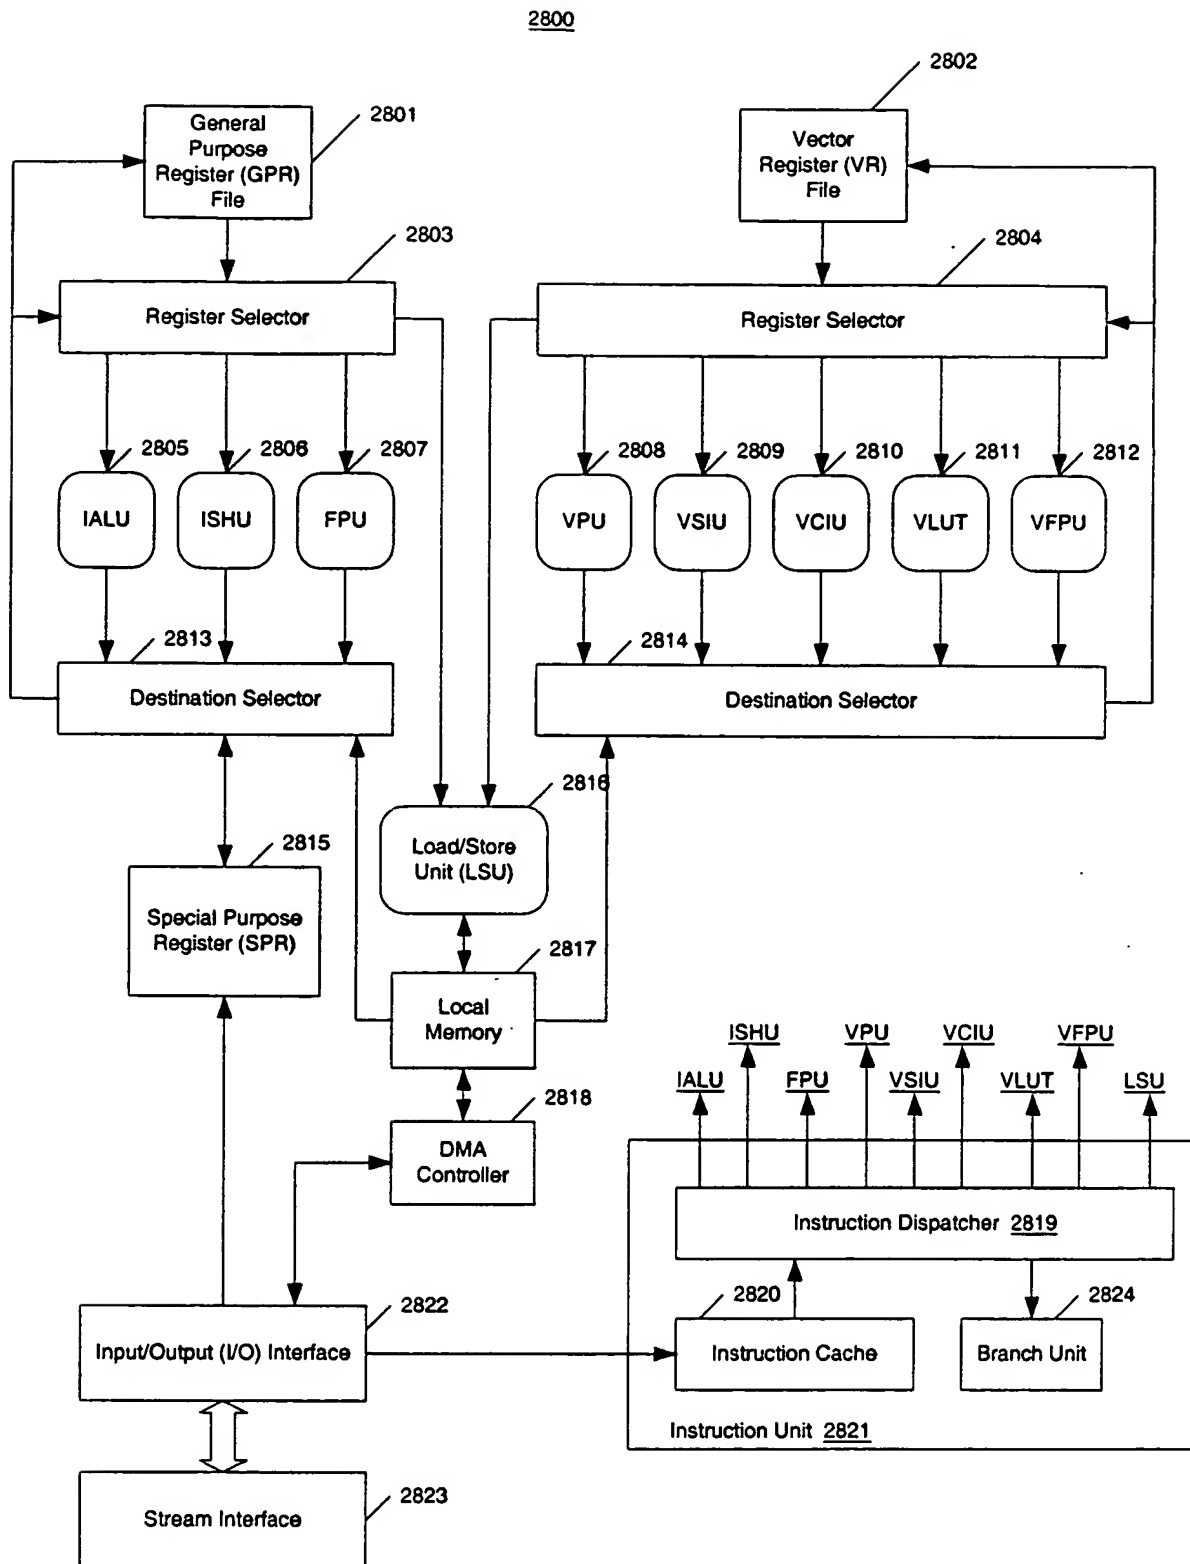 2800
2801
2802
General
Purpose
Register (GPR)
File
Vector
Register (VR)
File
2803
2804
Register Selector
Register Selector
2805
2806
2807
2808
2809
2810
2811
2812
IALU
ISHU
FPU
VPU
VSIU
VCIU
VLUT
VFPU
2813
2814
Destination Selector
Destination Selector
2816
2815
Load/Store
Unit (LSU)
Special Purpose
Register (SPR)
2817
Local
Memory
ISHU
VPU
VCIU
VFPU
IALU
FPU
VSIU
VLUT
LSU
2818
DMA
Controller
Instruction Dispatcher 2819
2820
2824
2822
Input/Output (I/O) Interface
Instruction Cache
Branch Unit
Instruction Unit 2821
2823
Stream Interface